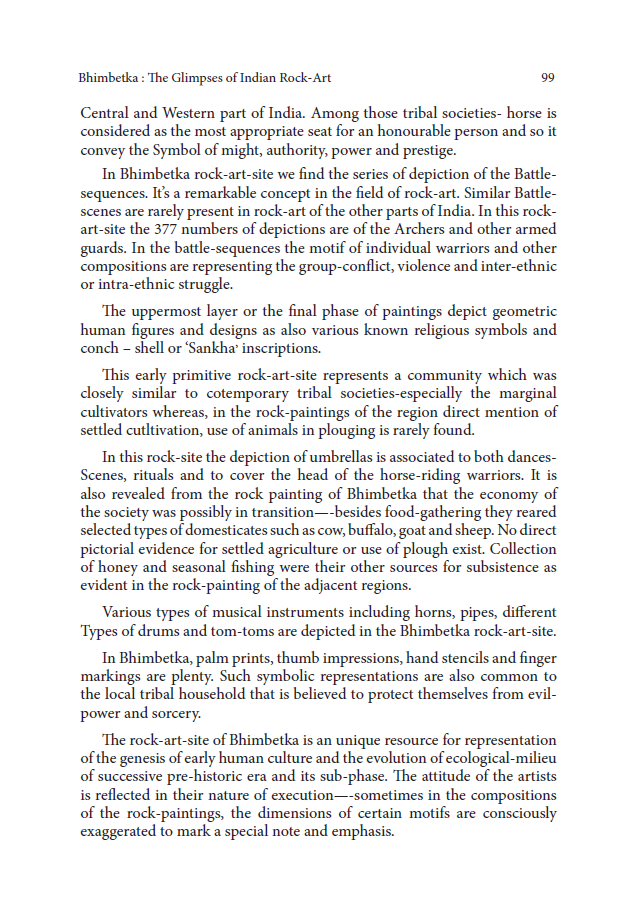 Bhimbetka : The Glimpses of Indian Rock-Art 99
Central and Western part of India. Among those tribal societies- horse is
considered as the most appropriate seat for an honourable person and so it
convey the Symbol of might, authority, power and prestige.
In Bhimbetka rock-art-site we find the series of depiction of the Battle-
sequences. It's a remarkable concept in the field of rock-art. Similar Battle-
scenes are rarely present in rock-art of the other parts of India. In this rock-
art-site the 377 numbers of depictions are of the Archers and other armed
guards. In the battle-sequences the motif of individual warriors and other
compositions are representing the group-conflict, violence and inter-ethnic
or intra-ethnic struggle.
The uppermost layer or the final phase of paintings depict geometric
human figures and designs as also various known religious symbols and
conch – shell or ‘Sankha’ inscriptions.
This early primitive rock-art-site represents a community which was
closely similar to cotemporary tribal societies-especially the marginal
cultivators whereas, in the rock-paintings of the region direct mention of
settled cutltivation, use of animals in plouging is rarely found.
In this rock-site the depiction of umbrellas is associated to both dances-
Scenes, rituals and to cover the head of the horse-riding warriors. It is
also revealed from the rock painting of Bhimbetka that the economy of
the society was possibly in transition—-besides food-gathering they reared
selected types of domesticates such as cow, buffalo, goat and sheep. No direct
pictorial evidence for settled agriculture or use of plough exist. Collection
of honey and seasonal fishing were their other sources for subsistence as
evident in the rock-painting of the adjacent regions.
Various types of musical instruments including horns, pipes, different
Types of drums and tom-toms are depicted in the Bhimbetka rock-art-site.
In Bhimbetka, palm prints, thumb impressions, hand stencils and finger
markings are plenty. Such symbolic representations are also common to
the local tribal household that is believed to protect themselves from evil-
power and sorcery.
The rock-art-site of Bhimbetka is an unique resource for representation
of the genesis of early human culture and the evolution of ecological-milieu
of successive pre-historic era and its sub-phase. The attitude of the artists
is reflected in their nature of execution—-sometimes in the compositions
of the rock-paintings, the dimensions of certain motifs are consciously
exaggerated to mark a special note and emphasis.